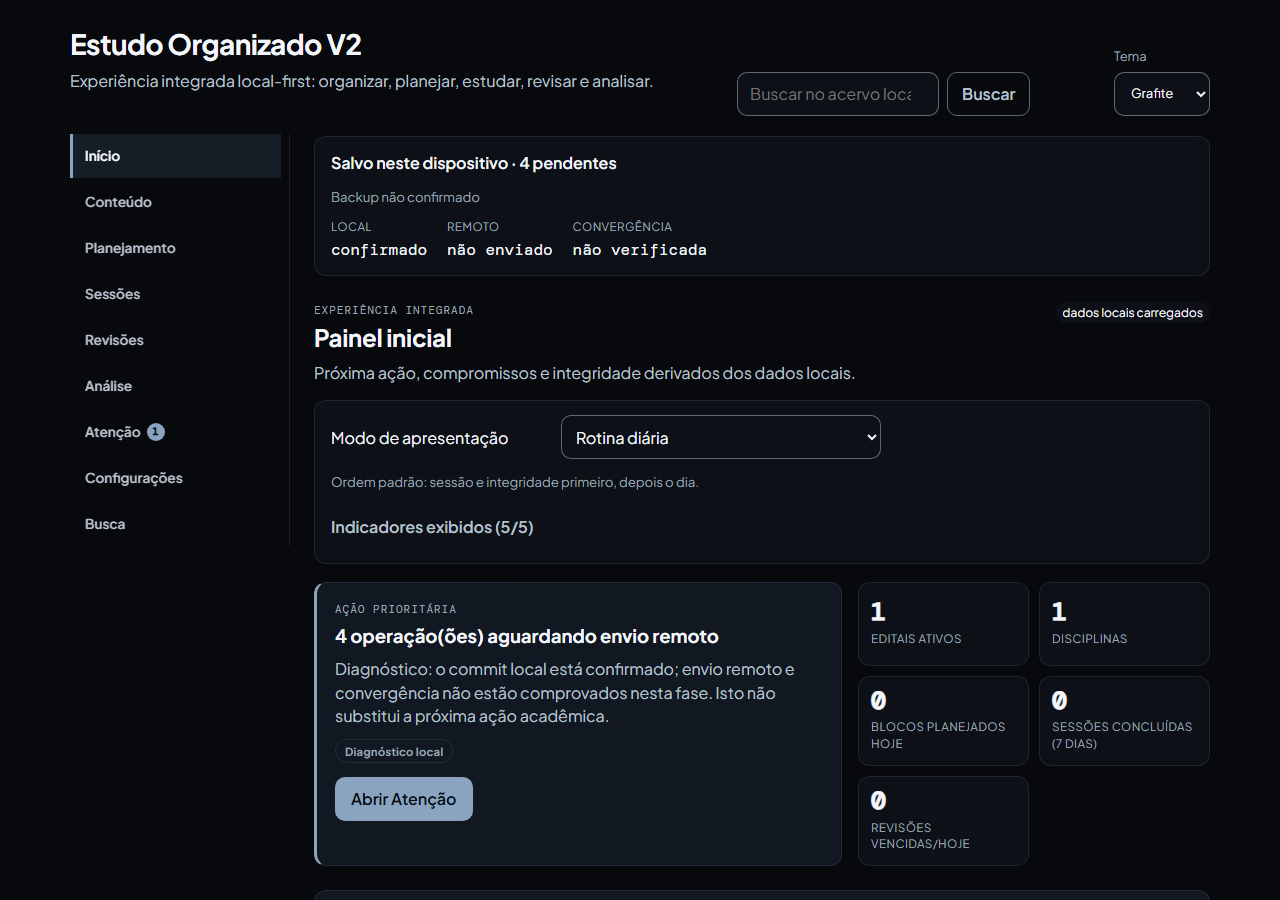 Estudo Organizado V2
Experiência integrada local-first: organizar, planejar, estudar, revisar e analisar.
Buscar no acervo loca
Buscar
Tema
Grafite
Início
Conteúdo
Planejamento
Sessões
Revisões
Análise
Atenção 1
Configurações
Busca
Salvo neste dispositivo · 4 pendentes
Backup não confirmado
LOCAL
confirmado
REMOTO
não enviado
CONVERGÊNCIA
não verificada
EXPERIÊNCIA INTEGRADA
Painel inicial
dados locais carregados
Próxima ação, compromissos e integridade derivados dos dados locais.
Modo de apresentação
Rotina diária
Ordem padrão: sessão e integridade primeiro, depois o dia.
Indicadores exibidos (5/5)
AÇÃO PRIORITÁRIA
4 operação(ões) aguardando envio remoto
Diagnóstico: o commit local está confirmado; envio remoto e
convergência não estão comprovados nesta fase. Isto não
substitui a próxima ação acadêmica.
Diagnóstico local
Abrir Atenção
1
EDITAIS ATIVOS
1
DISCIPLINAS
0
BLOCOS PLANEJADOS
HOJE
0
SESSÕES CONCLUÍDAS
(7 DIAS)
0
REVISÕES
VENCIDAS/HOJE